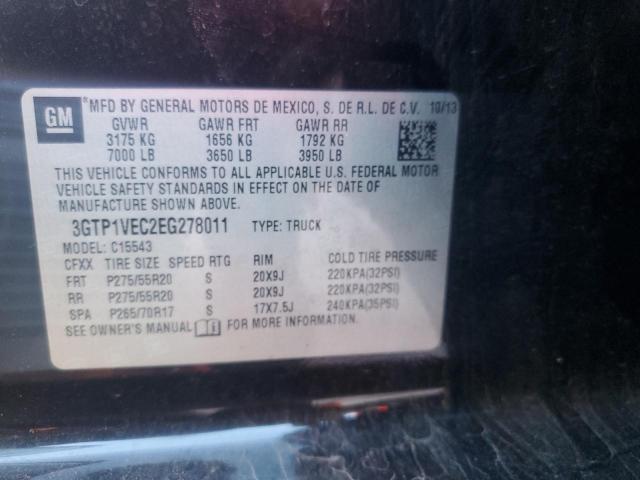 GM
® MFD BY GENERAL MOTORS DE MEXICO, S. DE R.L. DE C.V. 10/13
GVWR GAWR FRT GAWR RR
3175 KG 1656 KG 1792 KG
7000 LB 3650 LB 3950 LB
THIS VEHICLE CONFORMS TO ALL APPLICABLE U.S. FEDERAL MOTOR
VEHICLE SAFETY STANDARDS IN EFFECT ON THE DATE OF
MANUFACTURE SHOWN ABOVE.
3GTP1VEC2EG278011 TYPE: TRUCK
MODEL: C15543
CFXX TIRE SIZE SPEED RTG RIM COLD TIRE PRESSURE
FRT P275/55R20 S 20X9J 220KPA(32PSI)
RR P275/55R20 S 20X9J 220KPA(32PSI)
SPA P265/70R17 S 17X7.5J 240KPA(35PSI)
SEE OWNER'S MANUAL FOR MORE INFORMATION.